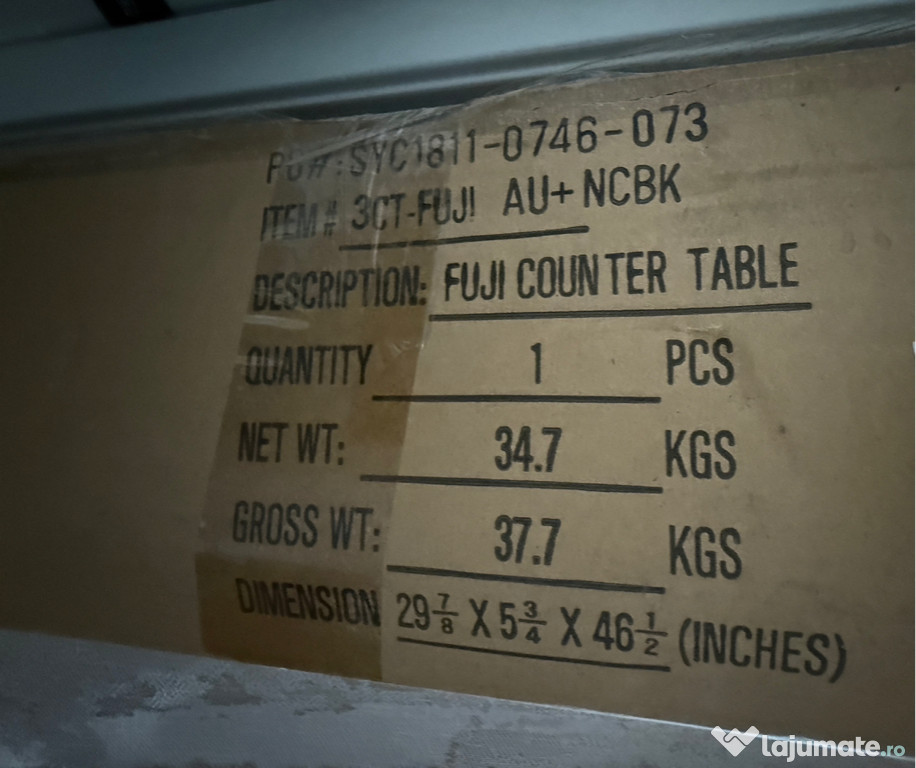 PO#: SYC1811-0746-073
ITEM# 3CT-FUJI AU+NCBK
DESCRIPTION: FUJI COUNTER TABLE
QUANTITY 1 PCS
NET WT: 34.7 KGS
GROSS WT: 37.7 KGS
DIMENSION 29 7/8 X 5 3/4 X 46 1/2 (INCHES)
lajumate.ro